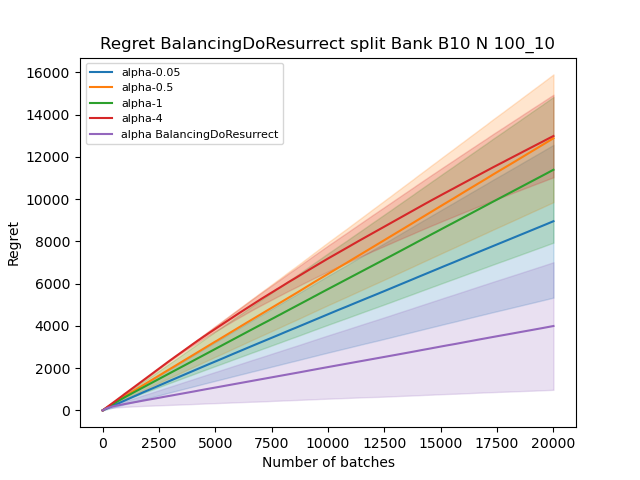 Regret BalancingDoResurrect split Bank B10 N 100_10
alpha-0.05
alpha-0.5
alpha-1
alpha-4
alpha BalancingDoResurrect
16000
14000
12000
10000
8000
6000
4000
2000
0
Regret
0 2500 5000 7500 10000 12500 15000 17500 20000
Number of batches